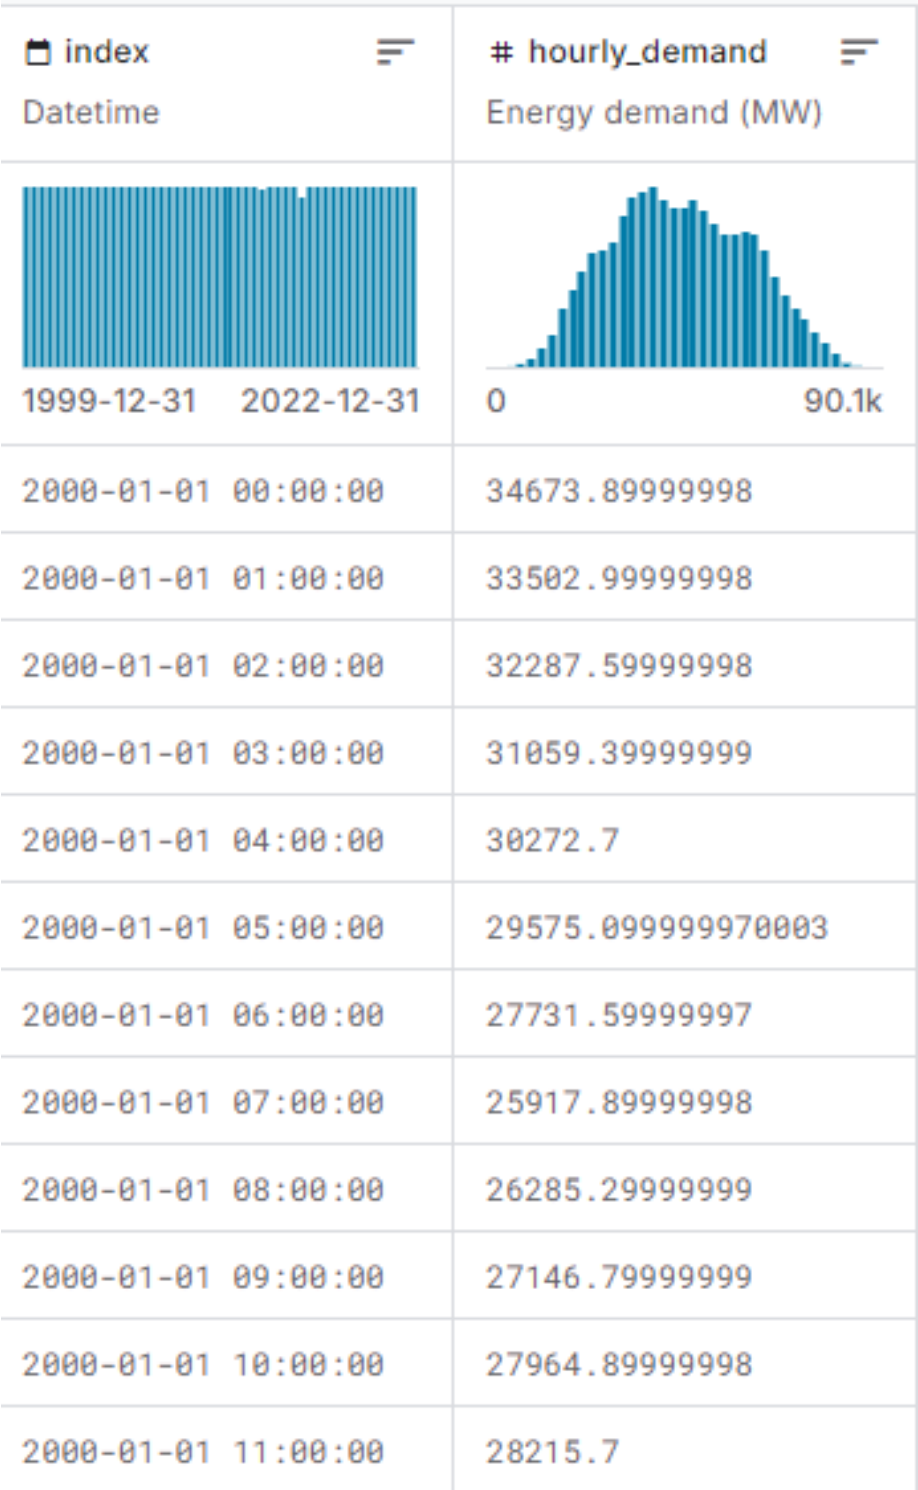 index # hourly_demand
Datetime Energy demand (MW)
1999-12-31 2022-12-31 0 90.1k
2000-01-01 00:00:00 34673.89999998
2000-01-01 01:00:00 33502.99999998
2000-01-01 02:00:00 32287.59999998
2000-01-01 03:00:00 31059.39999999
2000-01-01 04:00:00 30272.7
2000-01-01 05:00:00 29575.099999970003
2000-01-01 06:00:00 27731.59999997
2000-01-01 07:00:00 25917.89999998
2000-01-01 08:00:00 26285.29999999
2000-01-01 09:00:00 27146.79999999
2000-01-01 10:00:00 27964.89999998
2000-01-01 11:00:00 28215.7